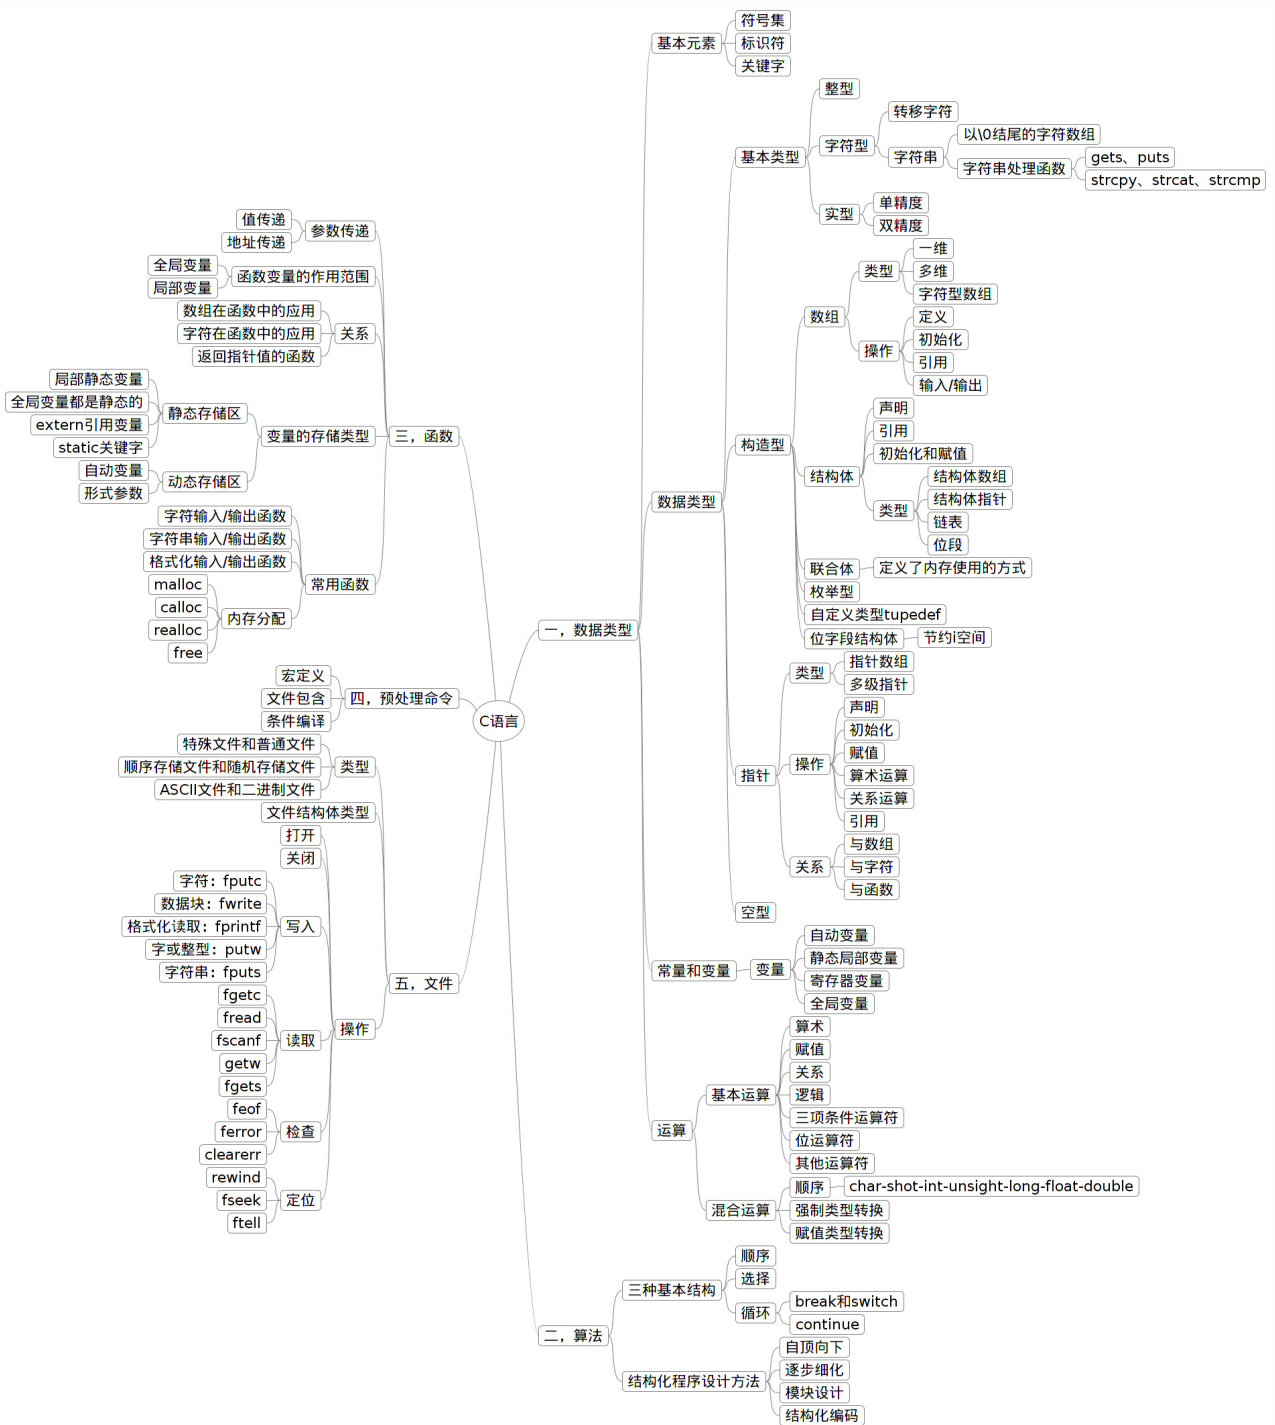 C语言
一，数据类型
基本元素
符号集
标识符
关键字
数据类型
基本类型
整型
字符型
转移字符
字符串
以\0结尾的字符数组
字符串处理函数
gets、puts
strcpy、strcat、strcmp
实型
单精度
双精度
构造型
数组
类型
一维
多维
字符型数组
操作
定义
初始化
引用
输入/输出
结构体
声明
引用
初始化和赋值
类型
结构体数组
结构体指针
链表
位段
联合体
定义了内存使用的方式
枚举型
自定义类型tupedef
位字段结构体
节约i空间
指针
类型
指针数组
多级指针
操作
声明
初始化
赋值
算术运算
关系运算
引用
关系
与数组
与字符
与函数
空型
常量和变量
变量
自动变量
静态局部变量
寄存器变量
全局变量
运算
基本运算
算术
赋值
关系
逻辑
三项条件运算符
位运算符
其他运算符
混合运算
顺序
char-shot-int-unsight-long-float-double
强制类型转换
赋值类型转换
二，算法
三种基本结构
顺序
选择
循环
break和switch
continue
结构化程序设计方法
自顶向下
逐步细化
模块设计
结构化编码
三，函数
参数传递
值传递
地址传递
函数变量的作用范围
全局变量
局部变量
关系
数组在函数中的应用
字符在函数中的应用
返回指针值的函数
变量的存储类型
静态存储区
局部静态变量
全局变量都是静态的
extern引用变量
static关键字
动态存储区
自动变量
形式参数
常用函数
字符输入/输出函数
字符串输入/输出函数
格式化输入/输出函数
内存分配
malloc
calloc
realloc
free
四，预处理命令
宏定义
文件包含
条件编译
五，文件
类型
特殊文件和普通文件
顺序存储文件和随机存储文件
ASCII文件和二进制文件
文件结构体类型
操作
打开
关闭
写入
字符：fputc
数据块：fwrite
格式化读取：fprintf
字或整型：putw
字符串：fputs
读取
fgetc
fread
fscanf
getw
fgets
检查
feof
ferror
clearerr
定位
rewind
fseek
ftell